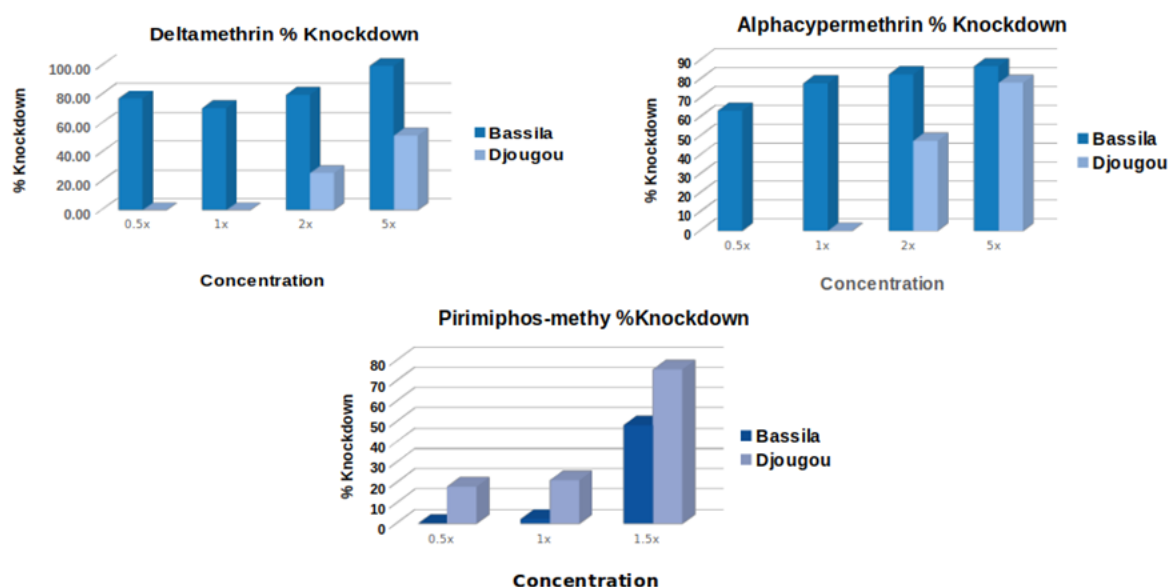 Deltamethrin % Knockdown
% Knockdown
100.00
80.00
60.00
40.00
20.00
0.00
0.5x 1x 2x 5x
Concentration
Bassila
Djougou
Alphacypermethrin % Knockdown
% Knockdown
90
80
70
60
50
40
30
20
10
0
0.5x 1x 2x 5x
Concentration
Bassila
Djougou
Pirimiphos-methy %Knockdown
% Knockdown
80
70
60
50
40
30
20
10
0
0.5x 1x 1.5x
Concentration
Bassila
Djougou